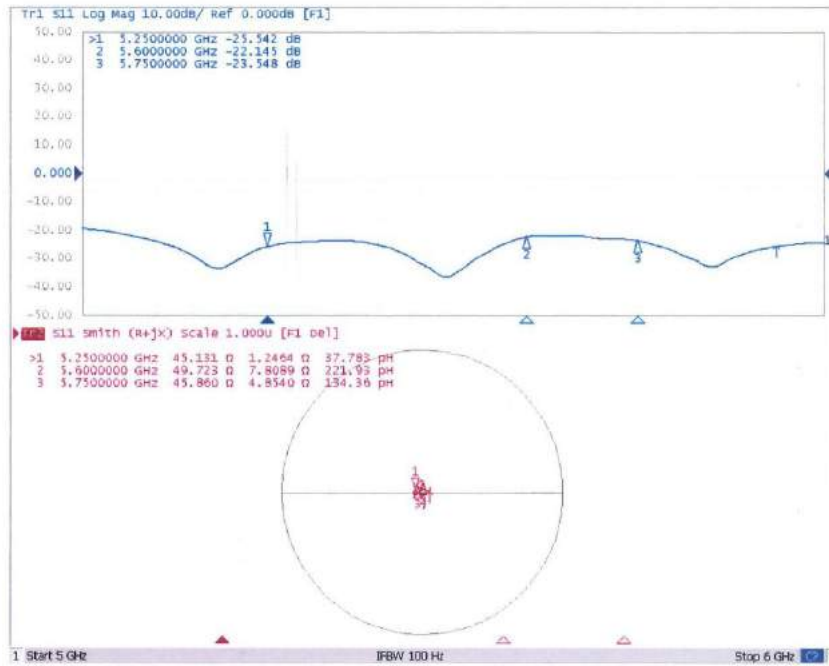 Tr1 S11 Log Mag 10.00dB/ Ref 0.000dB [F1]
50.00
>1 5.2500000 GHz -25.542 dB
2 5.6000000 GHz -22.145 dB
3 5.7500000 GHz -23.548 dB
40.00
30.00
20.00
10.00
0.000
-10.00
-20.00
1
2
3
1
-30.00
-40.00
-50.00
Tr2 S11 Smith (R+jX) Scale 1.000U [F1 Del]
>1 5.2500000 GHz 45.131 Ω 1.2464 Ω 37.783 pH
2 5.6000000 GHz 49.723 Ω 7.8089 Ω 221.93 pH
3 5.7500000 GHz 45.860 Ω 4.8540 Ω 134.36 pH
1
1 Start 5 GHz IFBW 100 Hz Stop 6 GHz C2